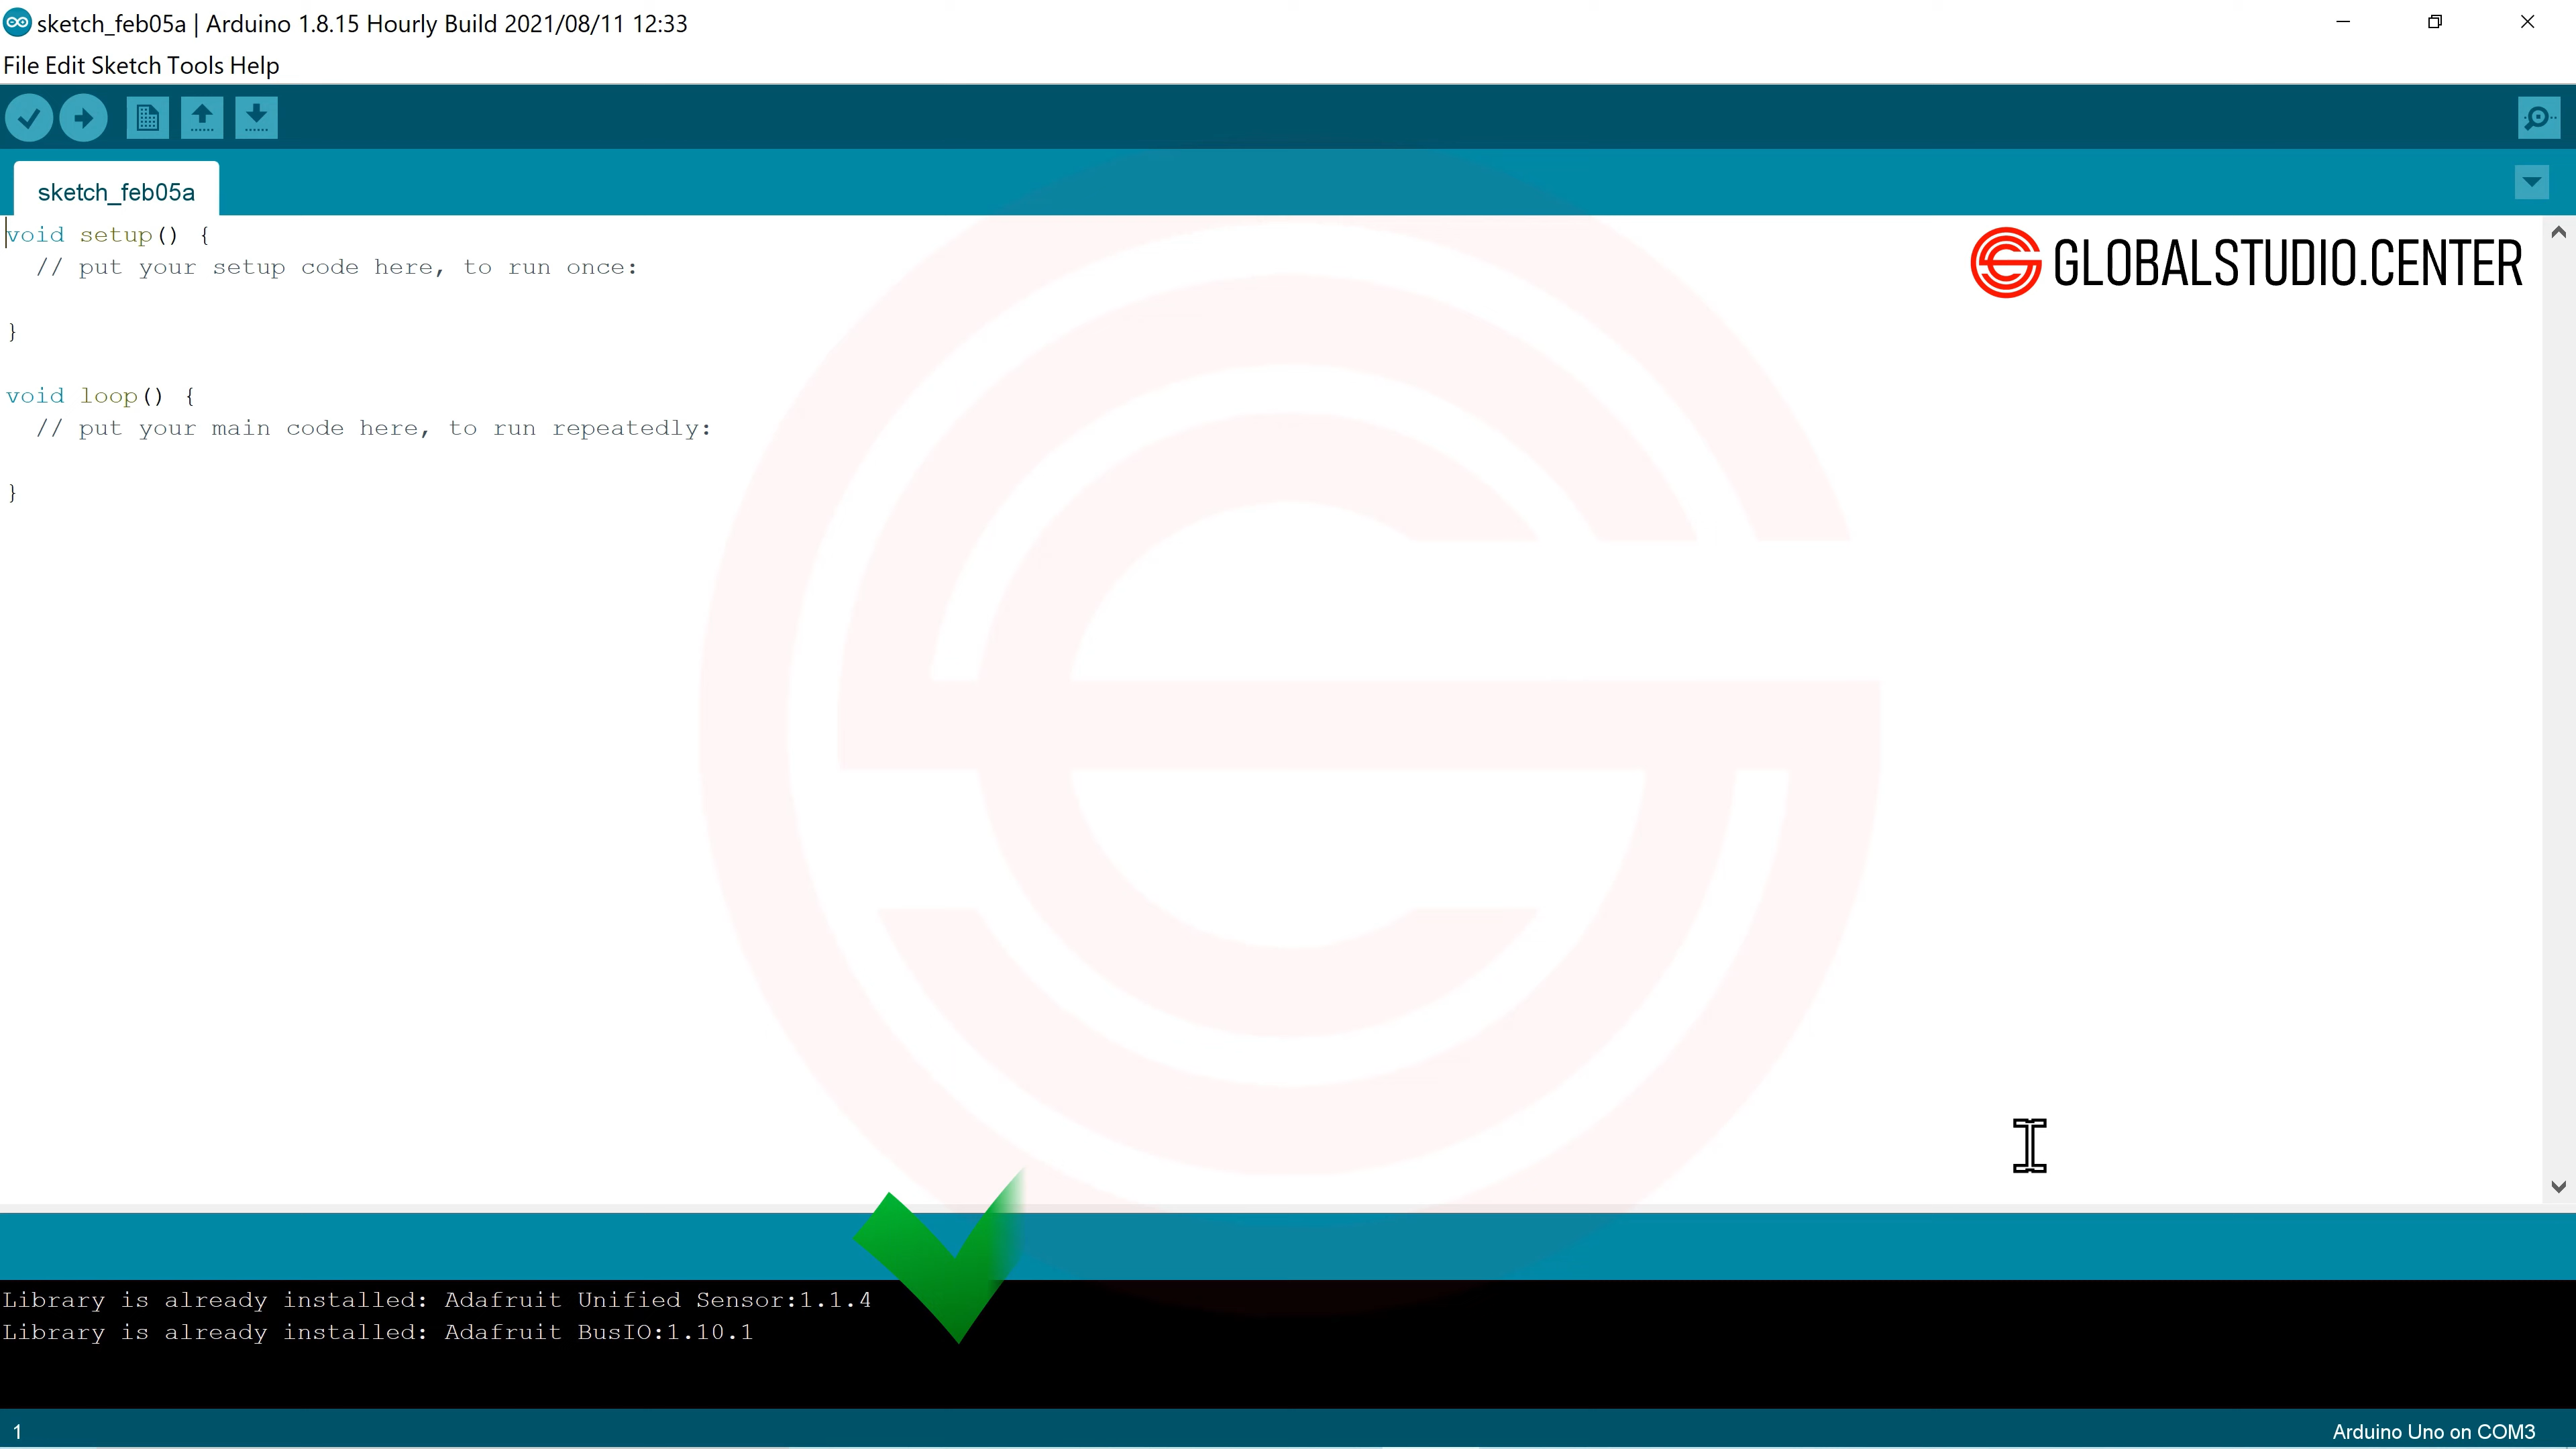 sketch_feb05a | Arduino 1.8.15 Hourly Build 2021/08/11 12:33
File Edit Sketch Tools Help
sketch_feb05a
GLOBALSTUDIO.CENTER
void setup() {
  // put your setup code here, to run once:
}
void loop() {
  // put your main code here, to run repeatedly:
}
Library is already installed: Adafruit Unified Sensor:1.1.4
Library is already installed: Adafruit BusIO:1.10.1
1
Arduino Uno on COM3